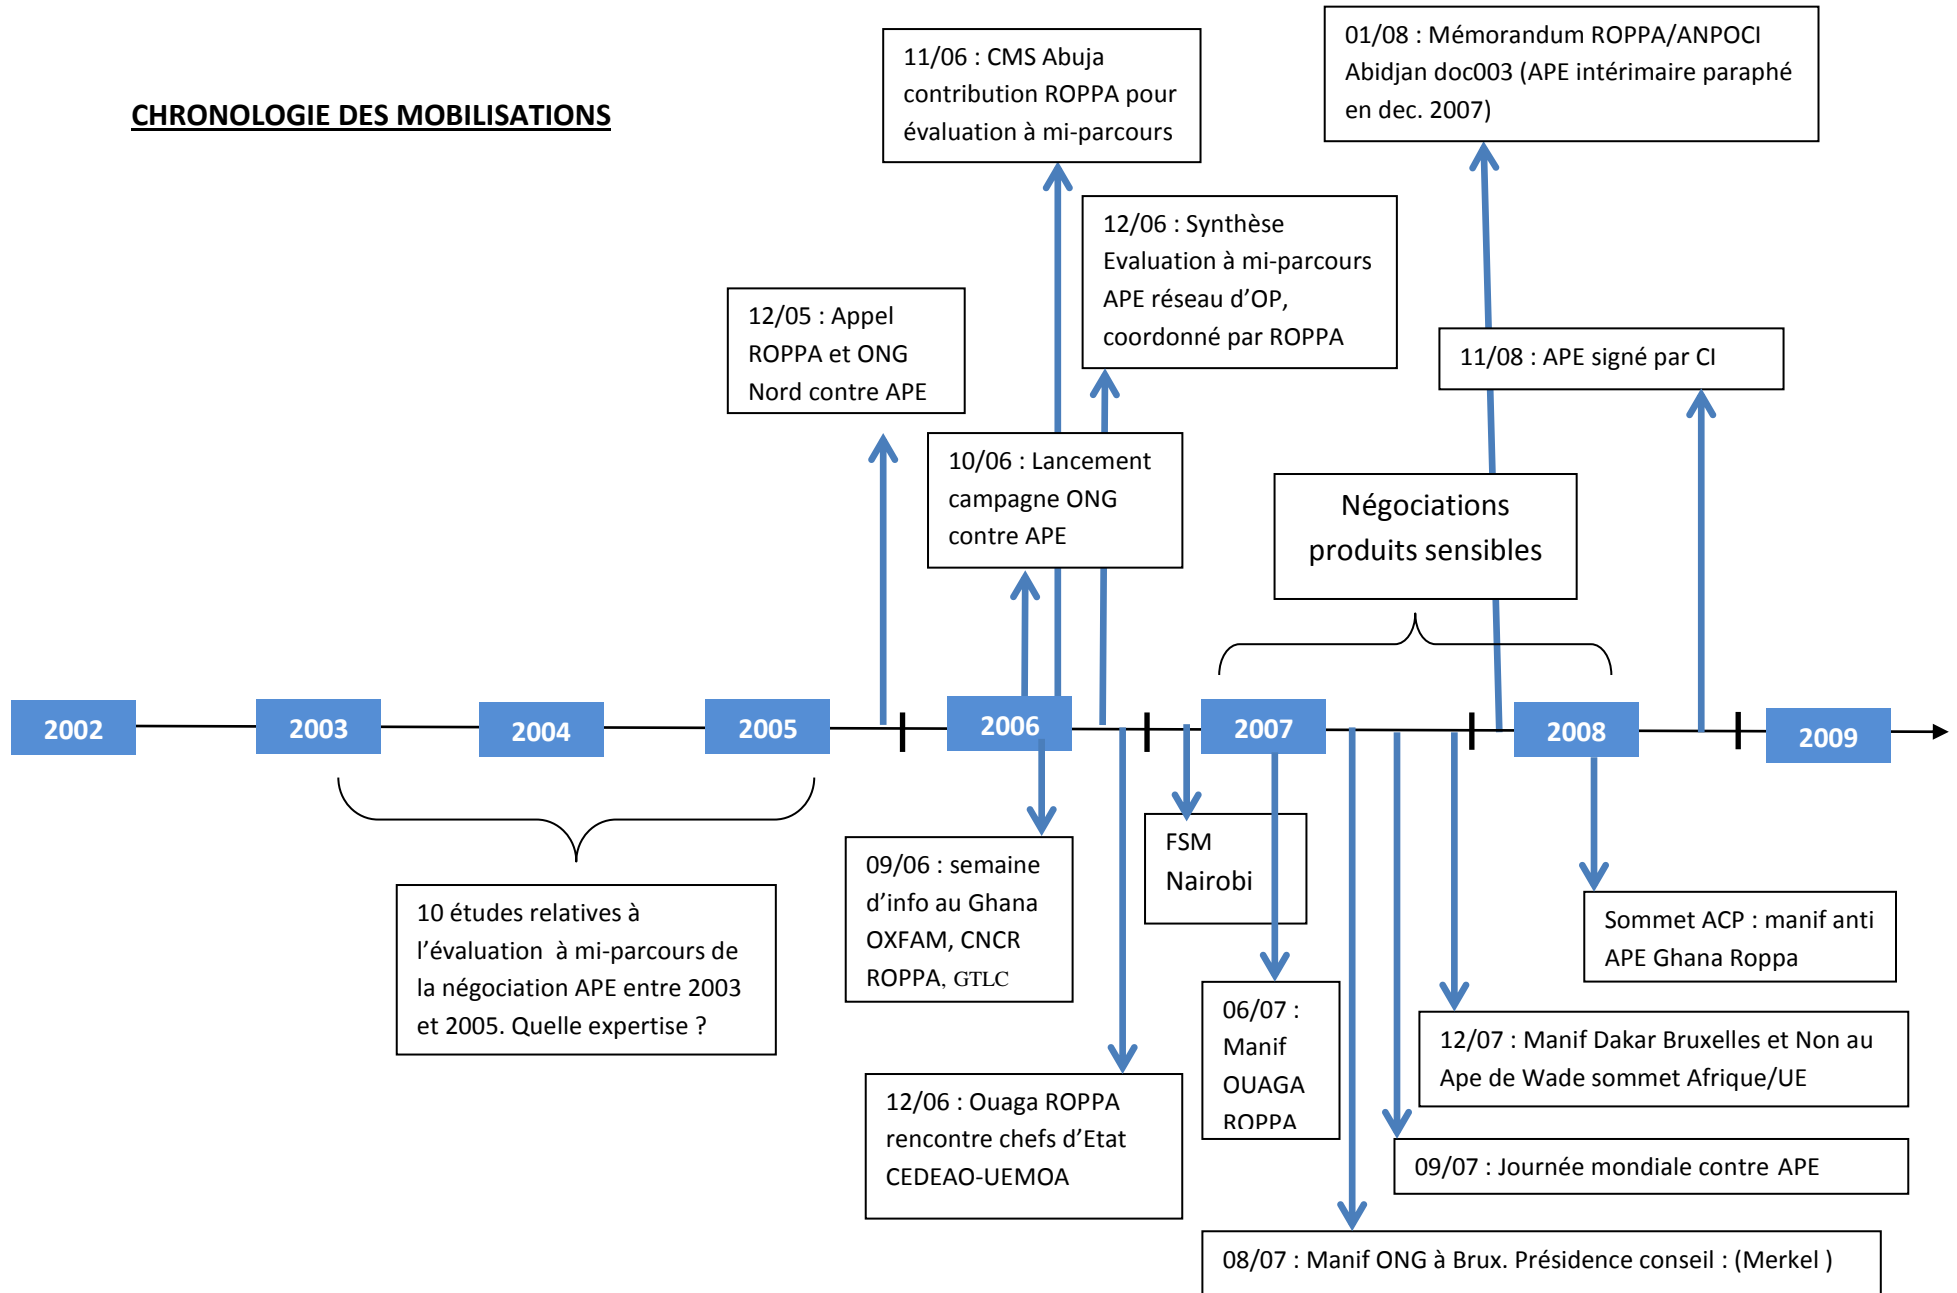 CHRONOLOGIE DES MOBILISATIONS
11/06 : CMS Abuja
contribution ROPPA pour
évaluation à mi-parcours
01/08 : Mémorandum ROPPA/ANPOCI
Abidjan doc003 (APE intérimaire paraphé
en dec. 2007)
12/06 : Synthèse
Evaluation à mi-parcours
APE réseau d’OP,
coordonné par ROPPA
12/05 : Appel
ROPPA et ONG
Nord contre APE
11/08 : APE signé par CI
10/06 : Lancement
campagne ONG
contre APE
Négociations
produits sensibles
2002
2003
2004
2005
2006
2007
2008
2009
10 études relatives à
l’évaluation à mi-parcours de
la négociation APE entre 2003
et 2005. Quelle expertise ?
09/06 : semaine
d’info au Ghana
OXFAM, CNCR
ROPPA, GTLC
FSM
Nairobi
Sommet ACP : manif anti
APE Ghana Roppa
06/07 :
Manif
OUAGA
ROPPA
12/07 : Manif Dakar Bruxelles et Non au
Ape de Wade sommet Afrique/UE
12/06 : Ouaga ROPPA
rencontre chefs d’Etat
CEDEAO-UEMOA
09/07 : Journée mondiale contre APE
08/07 : Manif ONG à Brux. Présidence conseil : (Merkel )